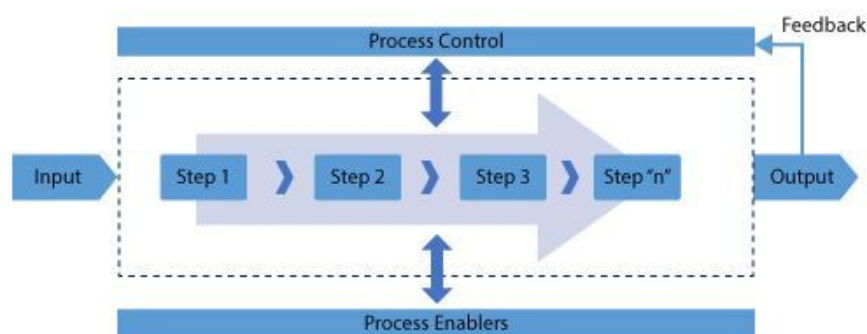 Feedback
Process Control
Input
Step 1
Step 2
Step 3
Step "n"
Output
Process Enablers